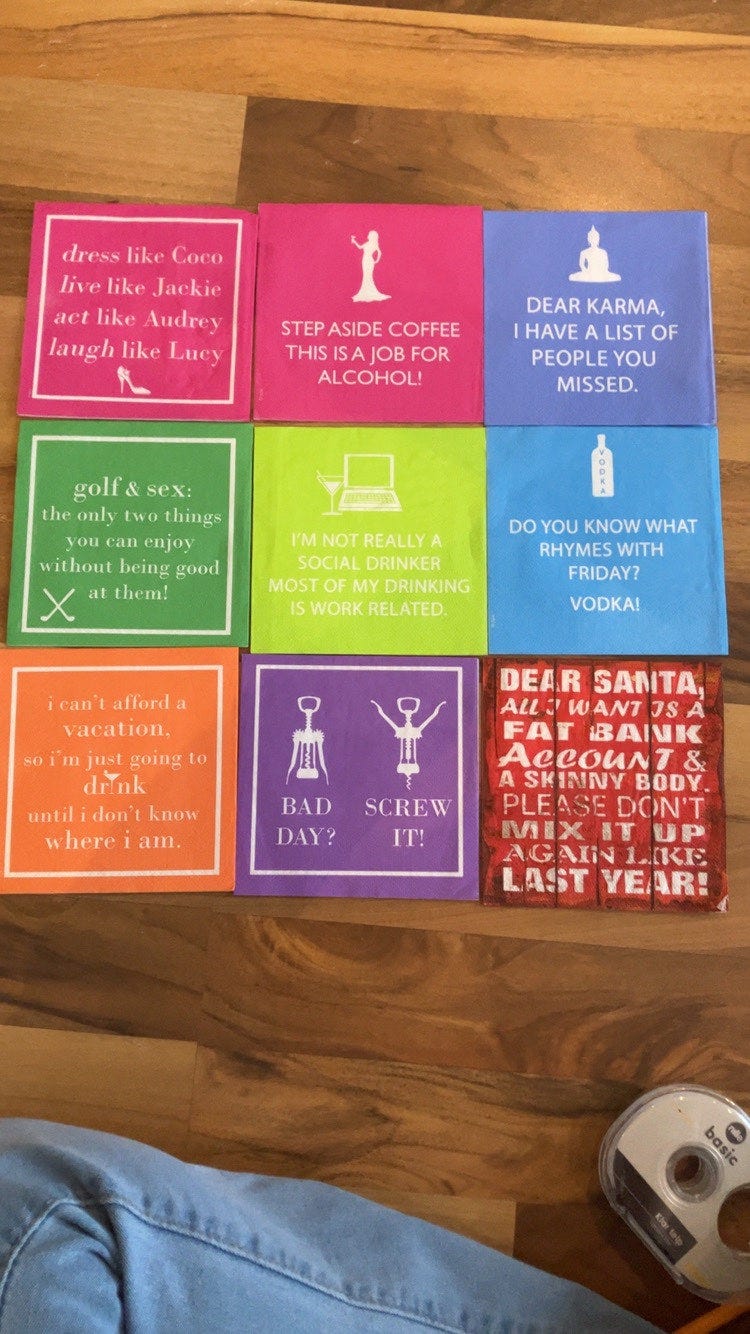 dress like Coco
live like Jackie
act like Audrey
laugh like Lucy
STEP ASIDE COFFEE
THIS IS A JOB FOR
ALCOHOL!
DEAR KARMA,
I HAVE A LIST OF
PEOPLE YOU
MISSED.
golf & sex:
the only two things
you can enjoy
without being good
at them!
I'M NOT REALLY A
SOCIAL DRINKER
MOST OF MY DRINKING
IS WORK RELATED.
VODKA
DO YOU KNOW WHAT
RHYMES WITH
FRIDAY?
VODKA!
i can't afford a
vacation,
so i'm just going to
drink
until i don't know
where i am.
BAD
DAY?
SCREW
IT!
DEAR SANTA,
ALL I WANT IS A
FAT BANK
ACCOUNT &
A SKINNY BODY.
PLEASE DON'T
MIX IT UP
AGAIN LIKE
LAST YEAR!
basic